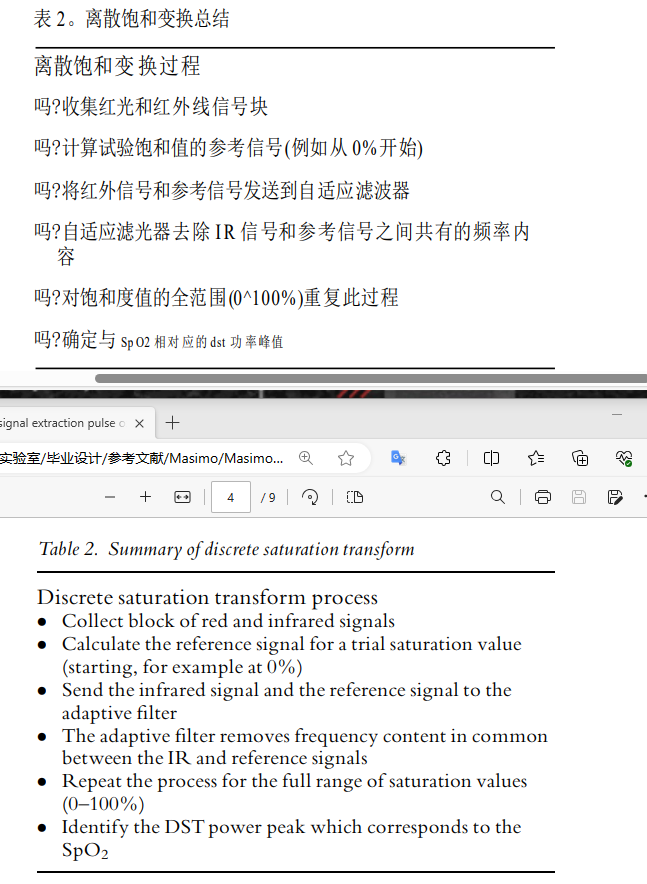 表 2。离散饱和变换总结
离散饱和变换过程
吗?收集红光和红外线信号块
吗?计算试验饱和值的参考信号(例如从 0%开始)
吗?将红外信号和参考信号发送到自适应滤波器
吗?自适应滤光器去除 IR 信号和参考信号之间共有的频率内
容
吗?对饱和度值的全范围(0^100%)重复此过程
吗?确定与 SpO2 相对应的 dst 功率峰值
signal extraction pulse o
实验室/毕业设计/参考文献/Masimo/Masimo...
4 / 9
Table 2. Summary of discrete saturation transform
Discrete saturation transform process
• Collect block of red and infrared signals
• Calculate the reference signal for a trial saturation value
(starting, for example at 0%)
• Send the infrared signal and the reference signal to the
adaptive filter
• The adaptive filter removes frequency content in common
between the IR and reference signals
• Repeat the process for the full range of saturation values
(0–100%)
• Identify the DST power peak which corresponds to the
SpO2